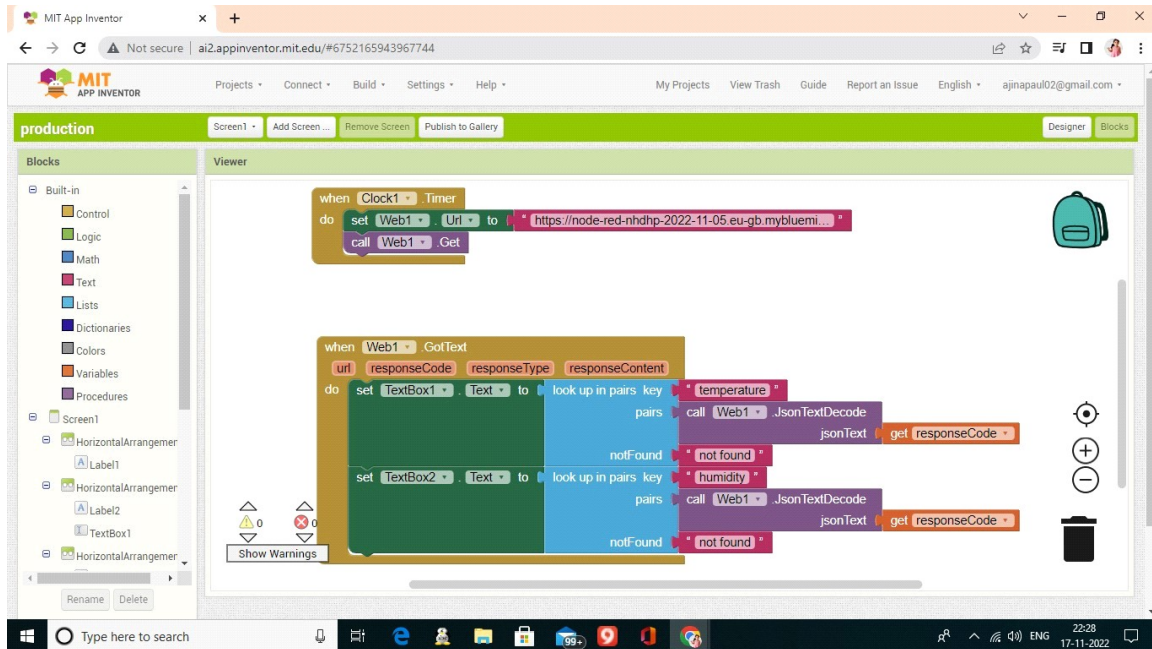 MIT App Inventor
Not secure | ai2.appinventor.mit.edu/#6752165943967744
MIT
APP INVENTOR
Projects Connect Build Settings Help My Projects View Trash Guide Report an Issue English ajinapaul02@gmail.com
production Screen1 Add Screen ... Remove Screen Publish to Gallery Designer Blocks
Blocks Viewer
Built-in
Control
Logic
Math
Text
Lists
Dictionaries
Colors
Variables
Procedures
Screen1
HorizontalArrangemer
Label1
HorizontalArrangemer
Label2
TextBox1
HorizontalArrangemer
Rename Delete
when Clock1 .Timer
do set Web1 . Url to " https://node-red-nhdhp-2022-11-05.eu-gb.mybluemi... "
call Web1 .Get
when Web1 .GotText
url responseCode responseType responseContent
do set TextBox1 . Text to look up in pairs key " temperature "
pairs call Web1 .JsonTextDecode
jsonText get responseCode
notFound " not found "
set TextBox2 . Text to look up in pairs key " humidity "
pairs call Web1 .JsonTextDecode
jsonText get responseCode
notFound " not found "
0 0
Show Warnings
Type here to search
99+
ENG
22:28
17-11-2022